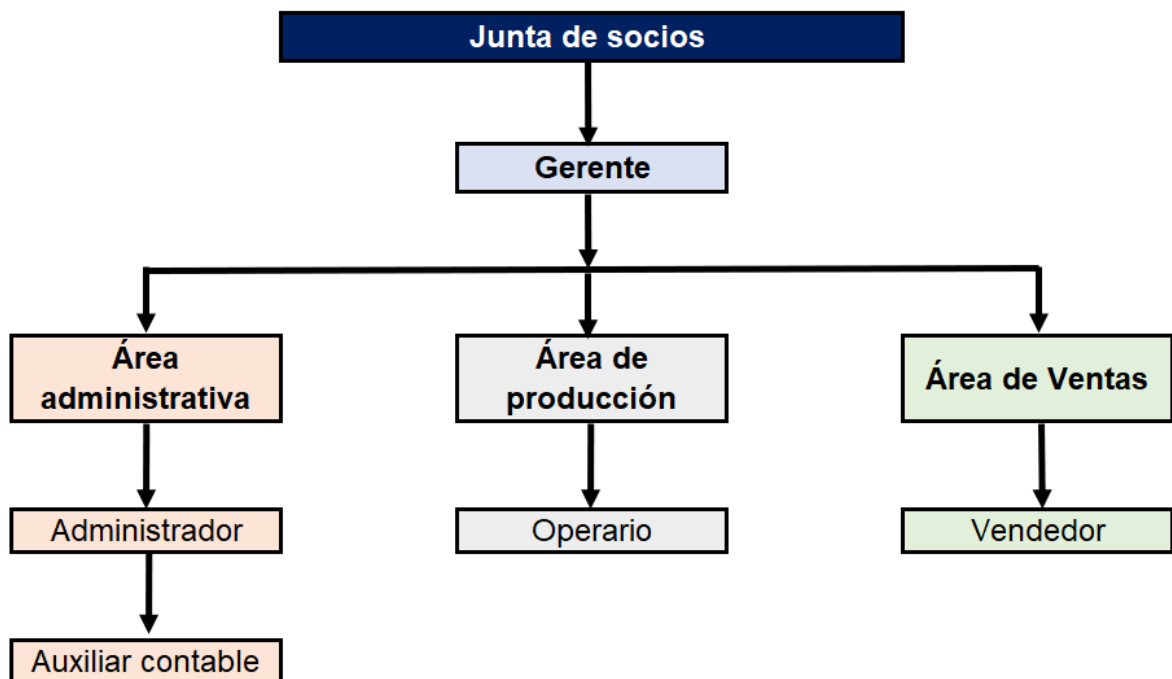 Junta de socios
Gerente
Área
administrativa
Área de
producción
Área de Ventas
Administrador
Operario
Vendedor
Auxiliar contable